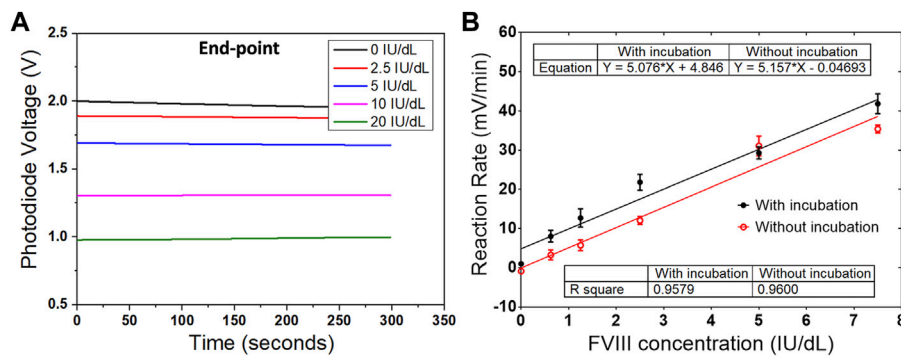 A
End-point
0 IU/dL
2.5 IU/dL
5 IU/dL
10 IU/dL
20 IU/dL
Photodiode Voltage (V)
2.5
2.0
1.5
1.0
0.5
0 50 100 150 200 250 300 350
Time (seconds)
B
With incubation Without incubation
Equation Y = 5.076*X + 4.846 Y = 5.157*X - 0.04693
Reaction Rate (mV/min)
60
50
40
30
20
10
0
-10
With incubation
Without incubation
With incubation Without incubation
R square 0.9579 0.9600
0 1 2 3 4 5 6 7 8
FVIII concentration (IU/dL)